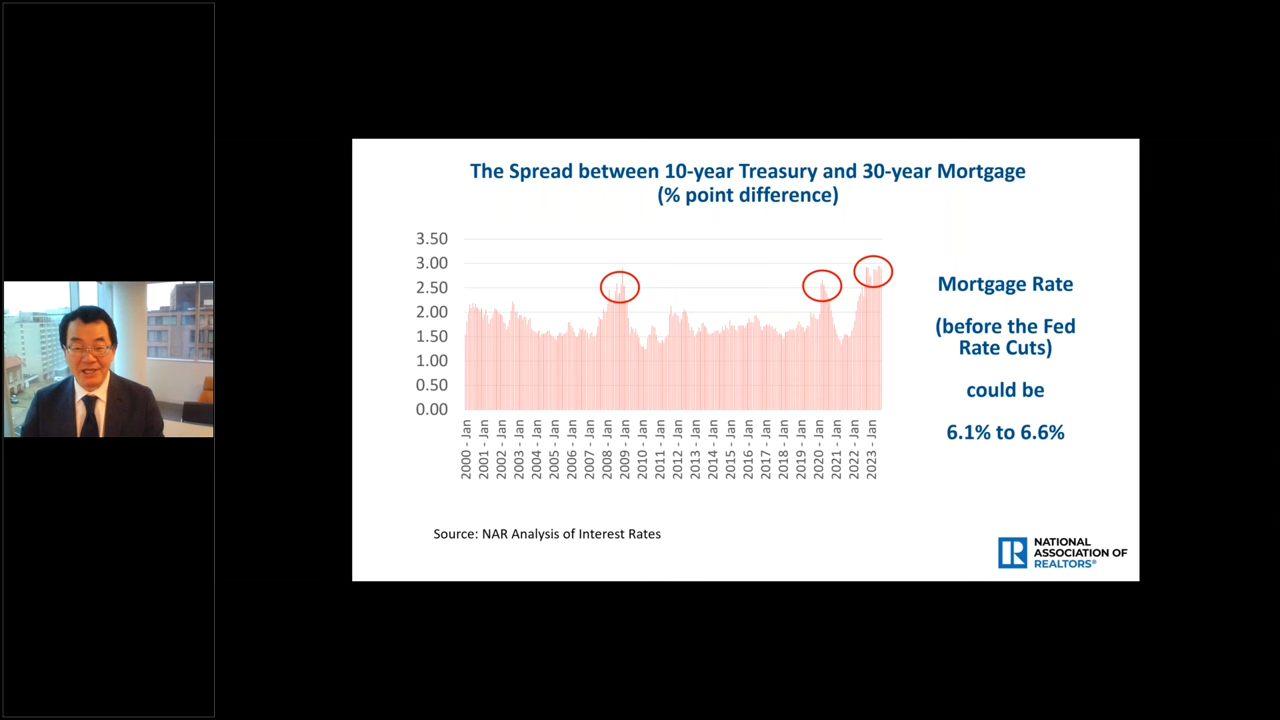 The Spread between 10-year Treasury and 30-year Mortgage
(% point difference)
3.50
3.00
2.50
2.00
1.50
1.00
0.50
0.00
2000 - Jan
2001 - Jan
2002 - Jan
2003 - Jan
2004 - Jan
2005 - Jan
2006 - Jan
2007 - Jan
2008 - Jan
2009 - Jan
2010 - Jan
2011 - Jan
2012 - Jan
2013 - Jan
2014 - Jan
2015 - Jan
2016 - Jan
2017 - Jan
2018 - Jan
2019 - Jan
2020 - Jan
2021 - Jan
2022 - Jan
2023 - Jan
Mortgage Rate
(before the Fed
Rate Cuts)
could be
6.1% to 6.6%
Source: NAR Analysis of Interest Rates
NATIONAL
ASSOCIATION OF
REALTORS®